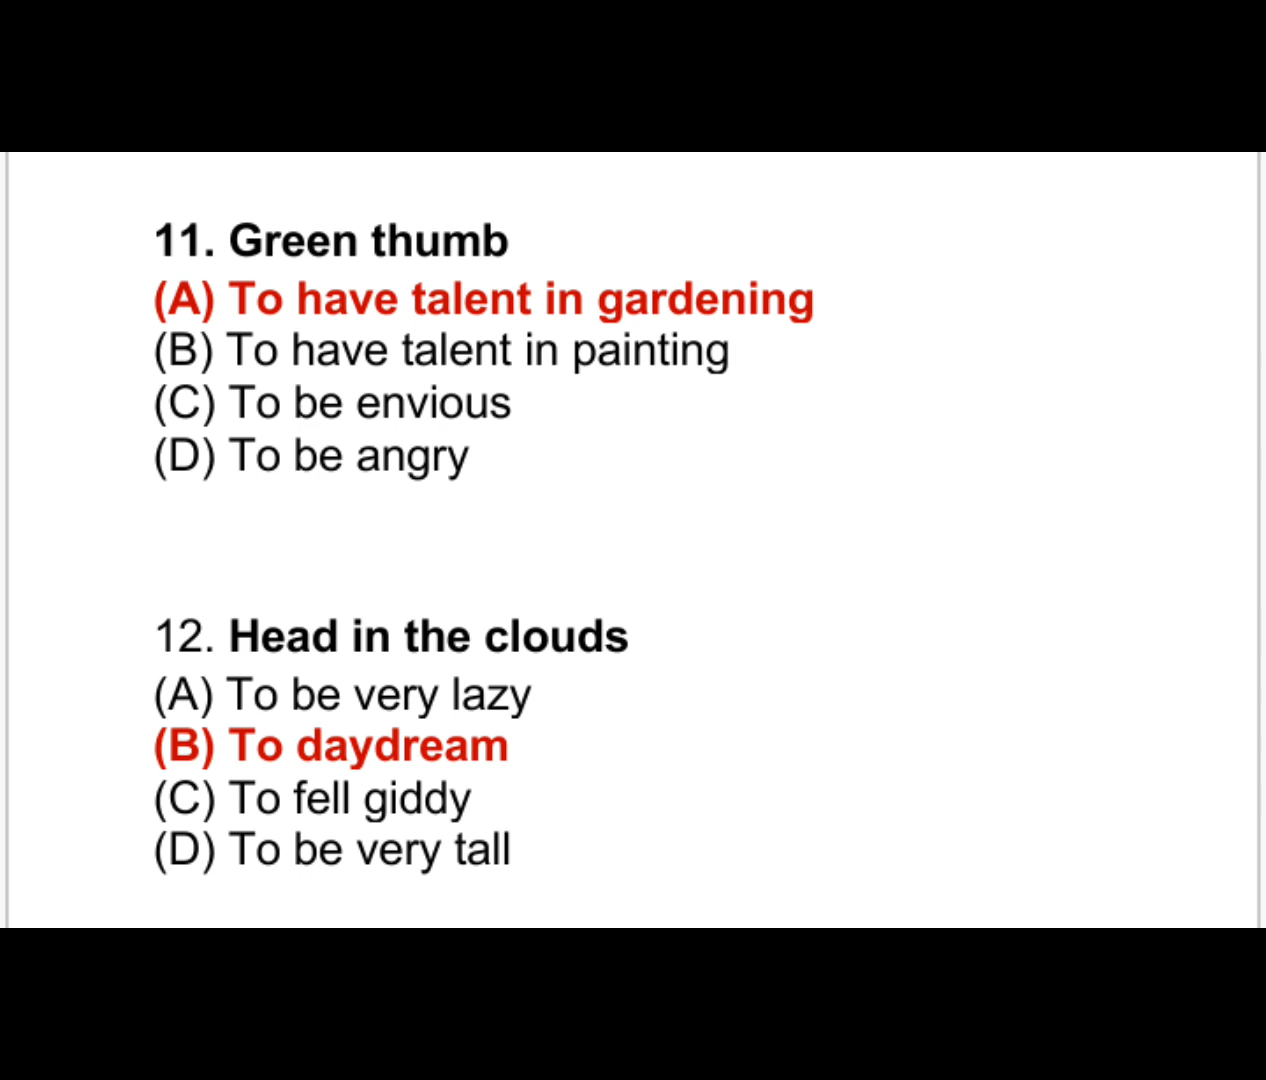 11. Green thumb
(A) To have talent in gardening
(B) To have talent in painting
(C) To be envious
(D) To be angry
12. Head in the clouds
(A) To be very lazy
(B) To daydream
(C) To fell giddy
(D) To be very tall